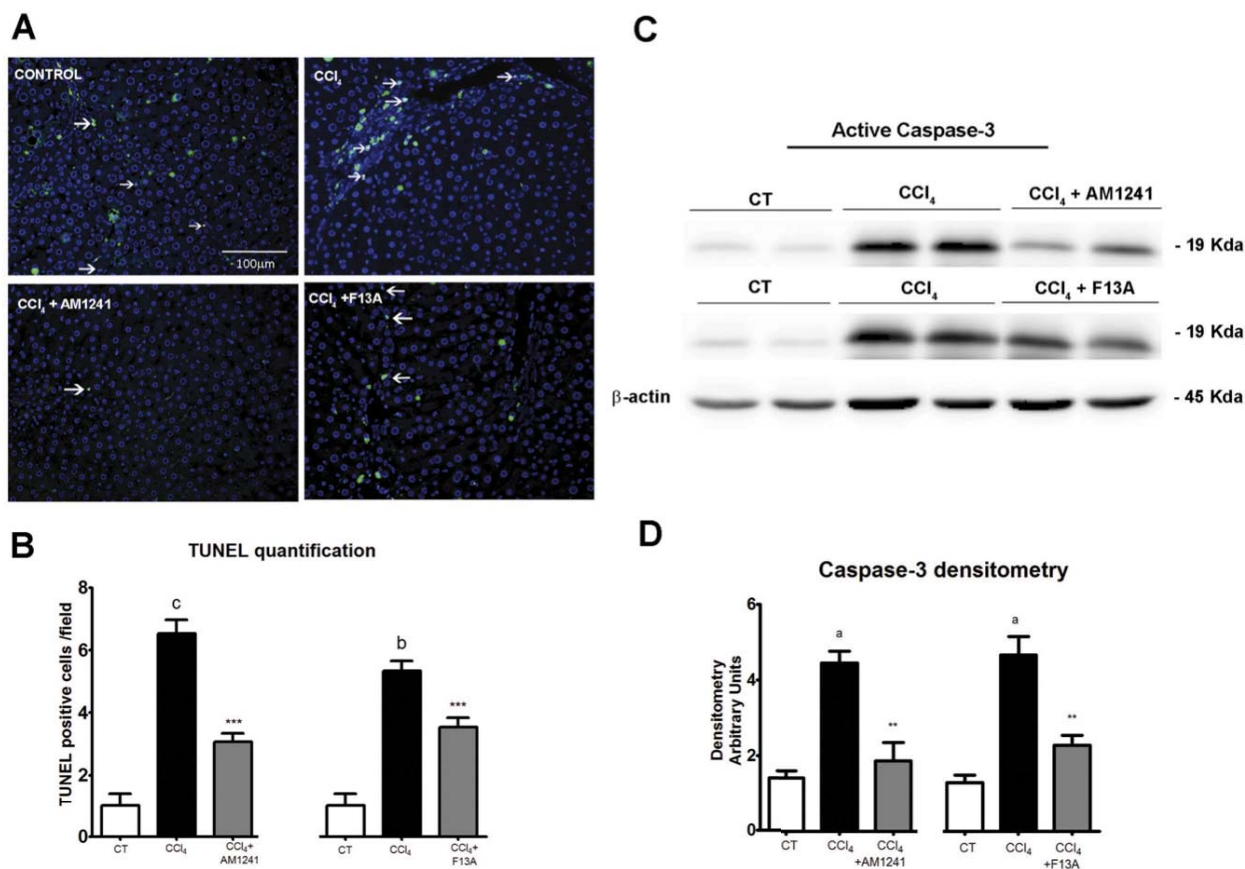 A
CONTROL
CCl₄
100μm
CCl₄ + AM1241
CCl₄ +F13A
B
TUNEL quantification
TUNEL positive cells /field
8
6
4
2
0
c
***
b
***
CT
CCl₄
CCl₄+
AM1241
CT
CCl₄
CCl₄+
F13A
C
Active Caspase-3
CT
CCl₄
CCl₄ + AM1241
- 19 Kda
CT
CCl₄
CCl₄ + F13A
- 19 Kda
β-actin
- 45 Kda
D
Caspase-3 densitometry
Densitometry
Arbitrary Units
6
4
2
0
a
**
a
**
CT
CCl₄
CCl₄
+AM1241
CT
CCl₄
CCl₄
+F13A